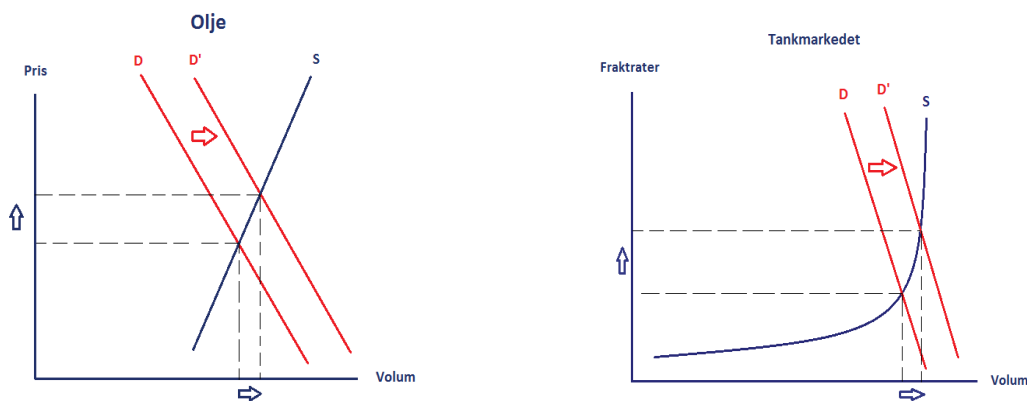 Olje
Pris
D
D'
S
Volum
Tankmarkedet
Fraktrater
D
D'
S
Volum